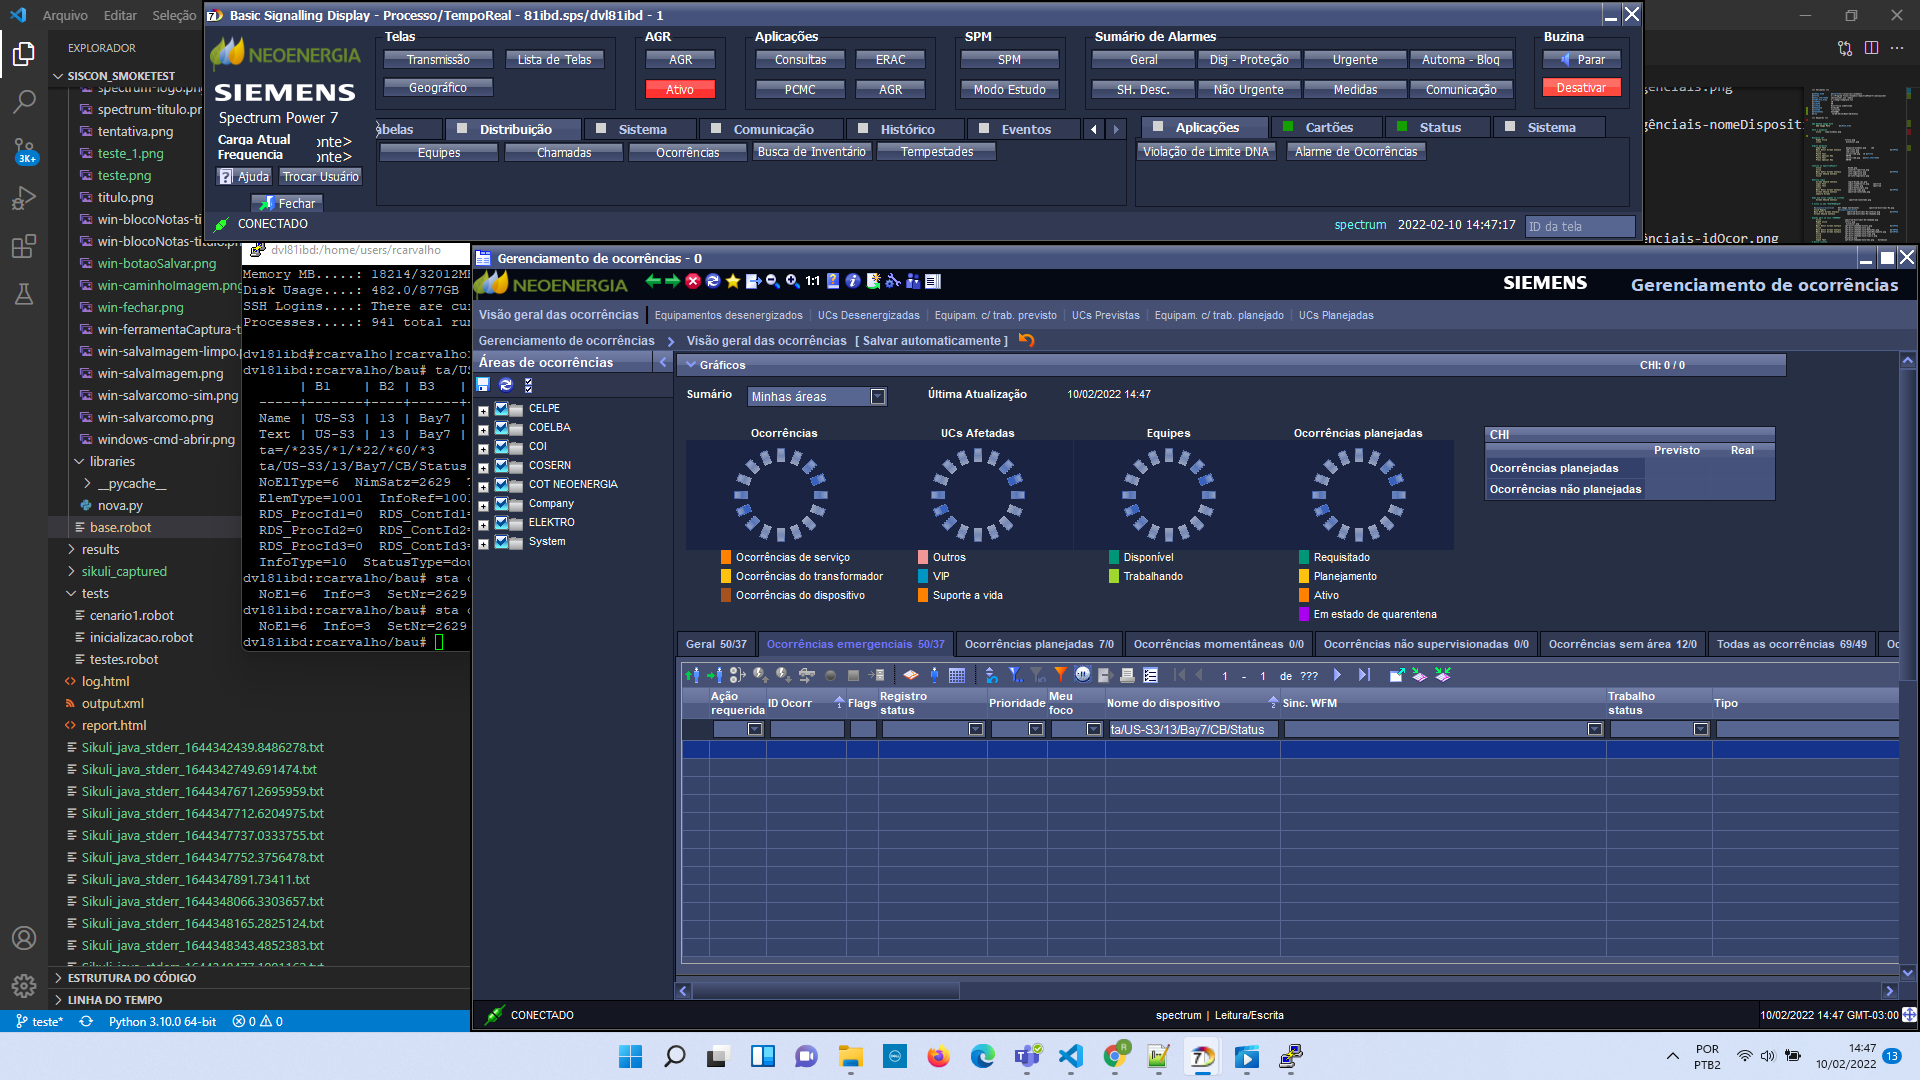 Arquivo Editar Seleção
EXPLORADOR
SISCON_SMOKETEST
spectrum-logo.png
spectrum-titulo.png
tentativa.png
teste_1.png
teste.png
titulo.png
win-blocoNotas-ti
win-blocoNotas-titulo.png
win-botaoSalvar.png
win-caminhoImagem.png
win-fechar.png
win-ferramentaCaptura-t
win-salvaImagem-limpo.
win-salvaImagem.png
win-salvarcomo-sim.png
win-salvarcomo.png
windows-cmd-abrir.png
libraries
__pycache__
nova.py
base.robot
results
sikuli_captured
tests
cenario1.robot
inicializacao.robot
testes.robot
log.html
output.xml
report.html
Sikuli_java_stderr_1644342439.8486278.txt
Sikuli_java_stderr_1644342749.691474.txt
Sikuli_java_stderr_1644347671.2695959.txt
Sikuli_java_stderr_1644347712.6204975.txt
Sikuli_java_stderr_1644347737.0333755.txt
Sikuli_java_stderr_1644347752.3756478.txt
Sikuli_java_stderr_1644347891.73411.txt
Sikuli_java_stderr_1644348066.3303657.txt
Sikuli_java_stderr_1644348165.2825124.txt
Sikuli_java_stderr_1644348343.4852383.txt
ESTRUTURA DO CÓDIGO
LINHA DO TEMPO
3K+
teste* Python 3.10.0 64-bit 0 0
Basic Signalling Display - Processo/TempoReal - 81ibd.sps/dvl81ibd - 1
NEOENERGIA
SIEMENS
Spectrum Power 7
Carga Atual onte>
Frequencia onte>
Ajuda Trocar Usuário
Fechar
CONECTADO
Telas
Transmissão Lista de Telas
Geográfico
AGR
AGR
Ativo
Aplicações
Consultas ERAC
PCMC AGR
SPM
SPM
Modo Estudo
Sumário de Alarmes
Geral Disj - Proteção Urgente Automa - Bloq
SH. Desc. Não Urgente Medidas Comunicação
Buzina
Parar
Desativar
abelas Distribuição Sistema Comunicação Histórico Eventos
Equipes Chamadas Ocorrências Busca de Inventário Tempestades
Aplicações Cartões Status Sistema
Violação de Limite DNA Alarme de Ocorrências
spectrum 2022-02-10 14:47:17 ID da tela
genciais.png
gênciais-nomeDispositi
ências-idOcor.png
dvl81ibd:/home/users/rcarvalho
Memory MB.....: 18214/32012MB
Disk Usage....: 482.0/877GB
SSH Logins....: There are cur
Processes.....: 941 total run
dvl81ibd#rcarvalho|rcarvalho
dvl81ibd:rcarvalho/bau# ta/US
| B1 | B2 | B3 |
Name | US-S3 | 13 | Bay7 |
Text | US-S3 | 13 | Bay7 |
ta=/*235/*1/*22/*60/*3
ta/US-S3/13/Bay7/CB/Status
NoElType=6 NimSatz=2629
ElemType=1001 InfoRef=1001
RDS_ProcId1=0 RDS_ContId1=
RDS_ProcId2=0 RDS_ContId2=
RDS_ProcId3=0 RDS_ContId3=
InfoType=10 StatusType=dou
dvl81ibd:rcarvalho/bau# sta
NoEl=6 Info=3 SetNr=2629
dvl81ibd:rcarvalho/bau# sta
NoEl=6 Info=3 SetNr=2629
dvl81ibd:rcarvalho/bau#
Gerenciamento de ocorrências - 0
NEOENERGIA 1:1 SIEMENS Gerenciamento de ocorrências
Visão geral das ocorrências Equipamentos desenergizados UCs Desenergizadas Equipam. c/ trab. previsto UCs Previstas Equipam. c/ trab. planejado UCs Planejadas
Gerenciamento de ocorrências Visão geral das ocorrências [ Salvar automaticamente ]
Áreas de ocorrências
CELPE
COELBA
COI
COSERN
COT NEOENERGIA
Company
ELEKTRO
System
Gráficos CHI: 0 / 0
Sumário Minhas áreas Última Atualização 10/02/2022 14:47
Ocorrências UCs Afetadas Equipes Ocorrências planejadas
CHI
Previsto Real
Ocorrências planejadas
Ocorrências não planejadas
Ocorrências de serviço Outros Disponível Requisitado
Ocorrências do transformador VIP Trabalhando Planejamento
Ocorrências do dispositivo Suporte a vida Ativo
Em estado de quarentena
Geral 50/37 Ocorrências emergenciais 50/37 Ocorrências planejadas 7/0 Ocorrências momentâneas 0/0 Ocorrências não supervisionadas 0/0 Ocorrências sem área 12/0 Todas as ocorrências 69/49 Oc
1 - 1 de ???
Ação requerida ID Ocorr Flags Registro status Prioridade Meu foco Nome do dispositivo Sinc. WFM Trabalho status Tipo
ta/US-S3/13/Bay7/CB/Status
CONECTADO spectrum | Leitura/Escrita 10/02/2022 14:47 GMT-03:00
POR
PTB2
14:47
10/02/2022
13